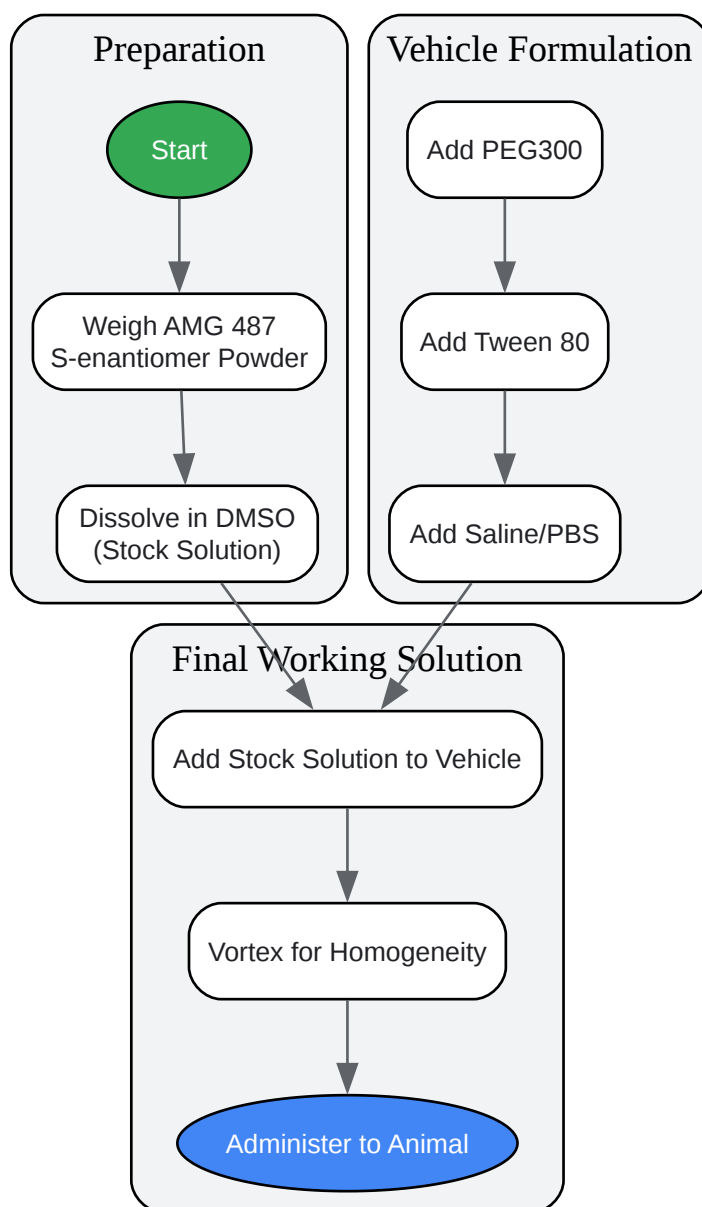 Preparation
Start
Weigh AMG 487
S-enantiomer Powder
Dissolve in DMSO
(Stock Solution)
Vehicle Formulation
Add PEG300
Add Tween 80
Add Saline/PBS
Final Working Solution
Add Stock Solution to Vehicle
Vortex for Homogeneity
Administer to Animal